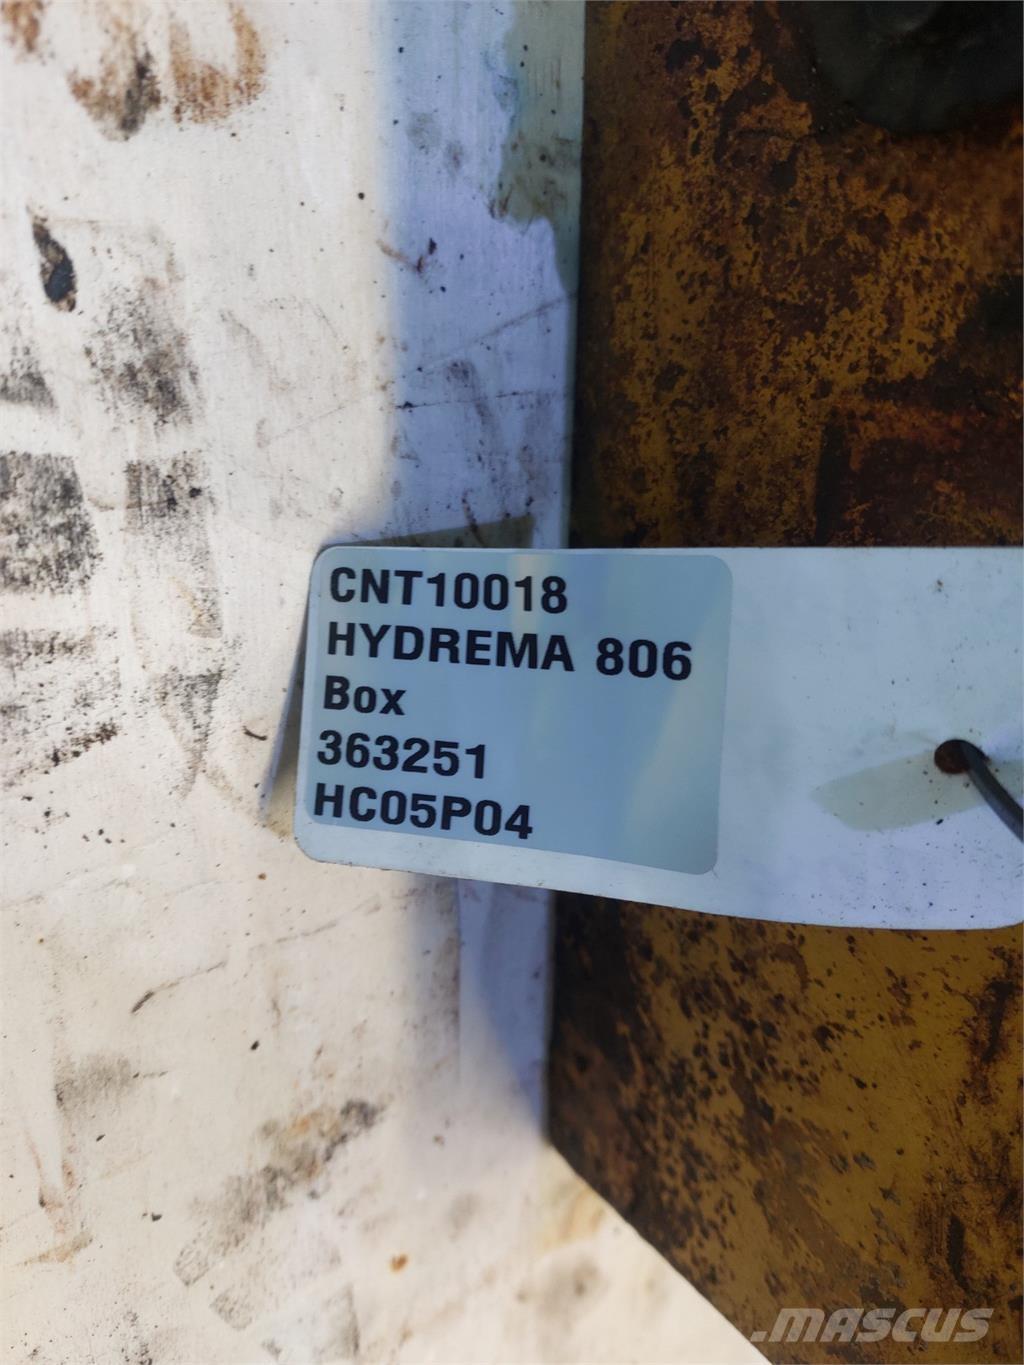 CNT10018
HYDREMA 806
Box
363251
HC05P04
MASCUS